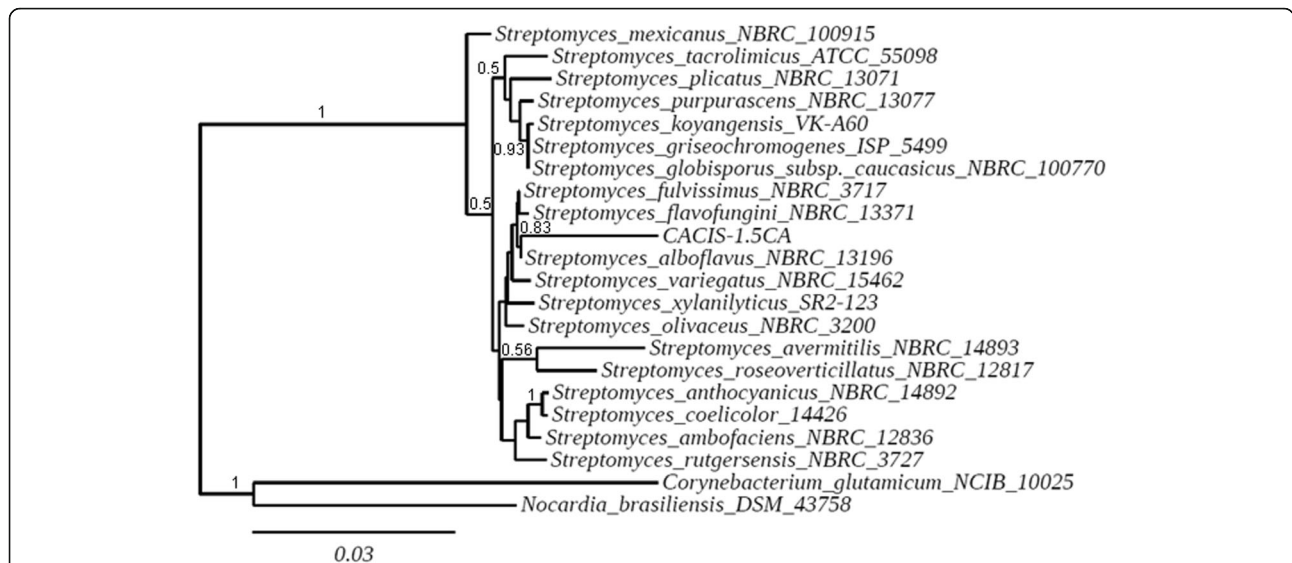 Streptomyces_mexicanus_NBRC_100915
Streptomyces_tacrolimicus_ATCC_55098
0.5
Streptomyces_plicatus_NBRC_13071
Streptomyces_purpurascens_NBRC_13077
1
Streptomyces_koyangensis_VK-A60
Streptomyces_griseochromogenes_ISP_5499
0.93
Streptomyces_globisporus_subsp._caucasicus_NBRC_100770
Streptomyces_fulvissimus_NBRC_3717
0.5
Streptomyces_flavofungini_NBRC_13371
0.83
CACIS-1.5CA
Streptomyces_alboflavus_NBRC_13196
Streptomyces_variegatus_NBRC_15462
Streptomyces_xylanilyticus_SR2-123
Streptomyces_olivaceus_NBRC_3200
0.56
Streptomyces_avermitilis_NBRC_14893
Streptomyces_roseoverticillatus_NBRC_12817
1
Streptomyces_anthocyanicus_NBRC_14892
Streptomyces_coelicolor_14426
Streptomyces_ambofaciens_NBRC_12836
Streptomyces_rutgersensis_NBRC_3727
1
Corynebacterium_glutamicum_NCIB_10025
Nocardia_brasiliensis_DSM_43758
0.03